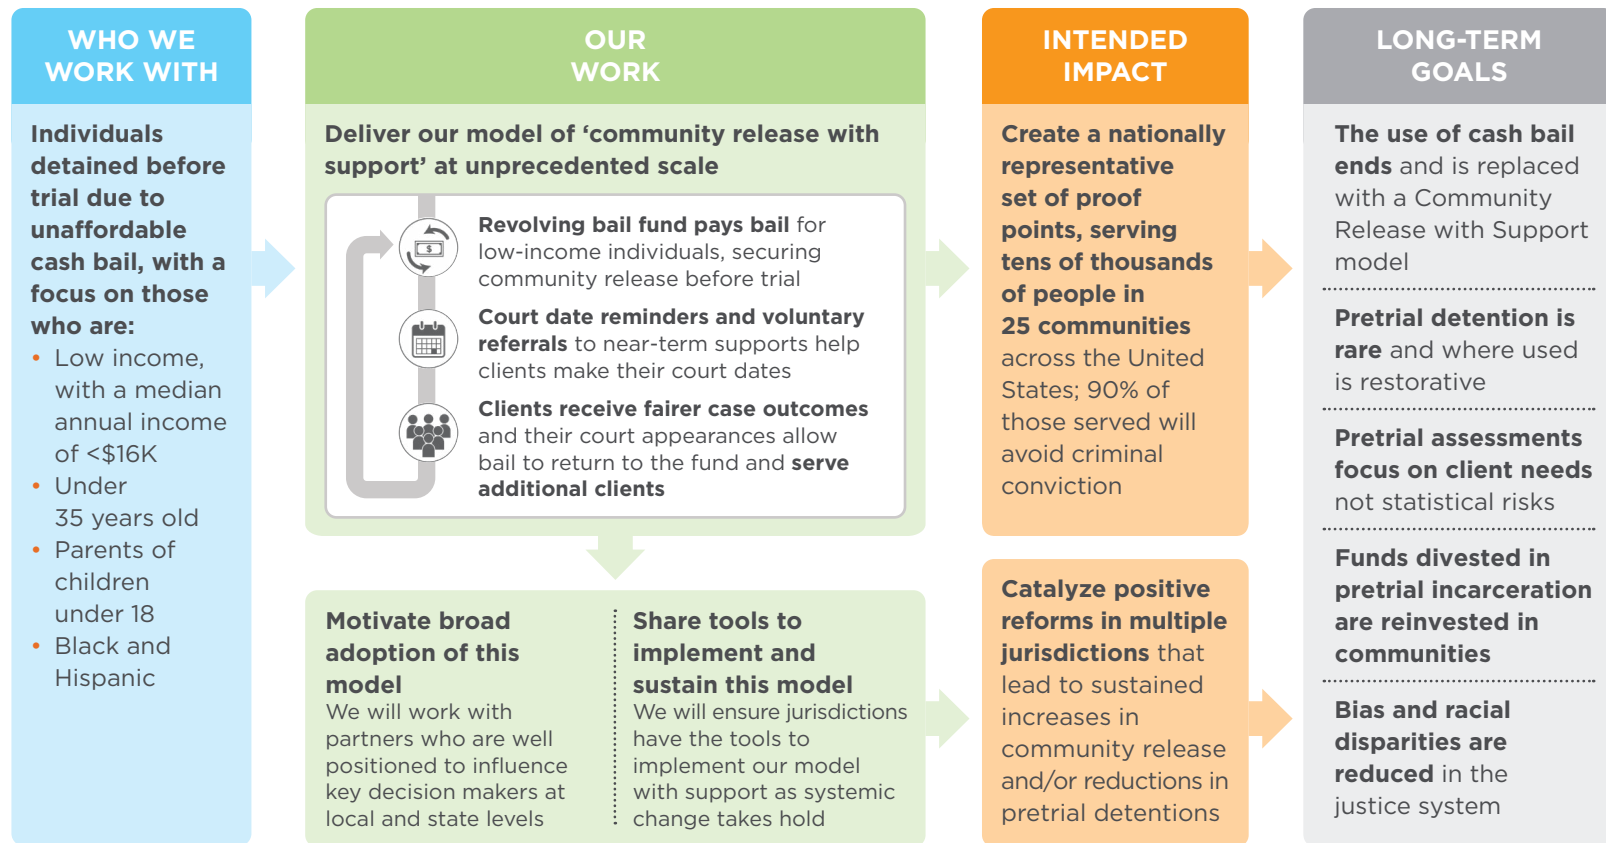 WHO WE
WORK WITH
Individuals
detained before
trial due to
unaffordable
cash bail, with a
focus on those
who are:
• Low income,
with a median
annual income
of <$16K
• Under
35 years old
• Parents of
children
under 18
• Black and
Hispanic
OUR
WORK
Deliver our model of ‘community release with
support’ at unprecedented scale
$
Revolving bail fund pays bail for
low-income individuals, securing
community release before trial
Court date reminders and voluntary
referrals to near-term supports help
clients make their court dates
Clients receive fairer case outcomes
and their court appearances allow
bail to return to the fund and serve
additional clients
Motivate broad
adoption of this
model
We will work with
partners who are well
positioned to influence
key decision makers at
local and state levels
Share tools to
implement and
sustain this model
We will ensure jurisdictions
have the tools to
implement our model
with support as systemic
change takes hold
INTENDED
IMPACT
Create a nationally
representative
set of proof
points, serving
tens of thousands
of people in
25 communities
across the United
States; 90% of
those served will
avoid criminal
conviction
Catalyze positive
reforms in multiple
jurisdictions that
lead to sustained
increases in
community release
and/or reductions in
pretrial detentions
LONG-TERM
GOALS
The use of cash bail
ends and is replaced
with a Community
Release with Support
model
Pretrial detention is
rare and where used
is restorative
Pretrial assessments
focus on client needs
not statistical risks
Funds divested in
pretrial incarceration
are reinvested in
communities
Bias and racial
disparities are
reduced in the
justice system